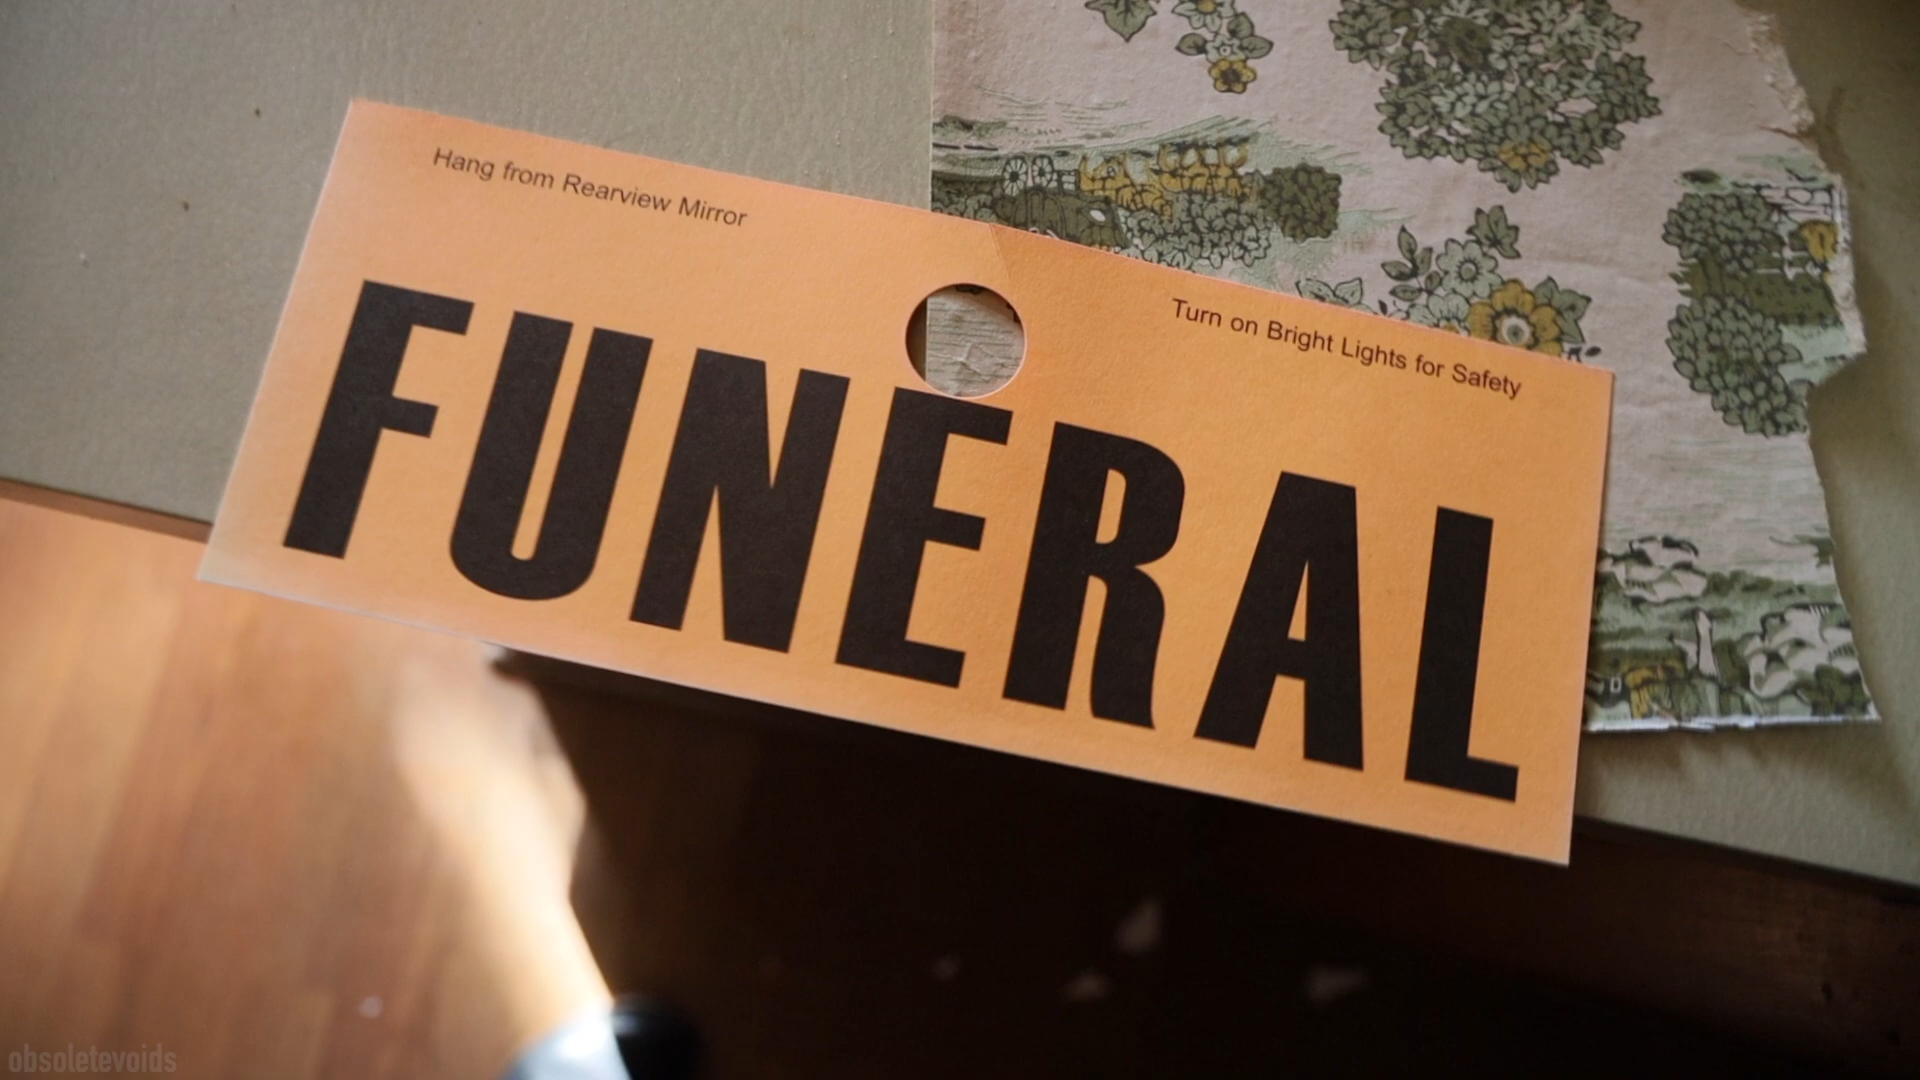 Hang from Rearview Mirror
Turn on Bright Lights for Safety
FUNERAL
obsoletevoids